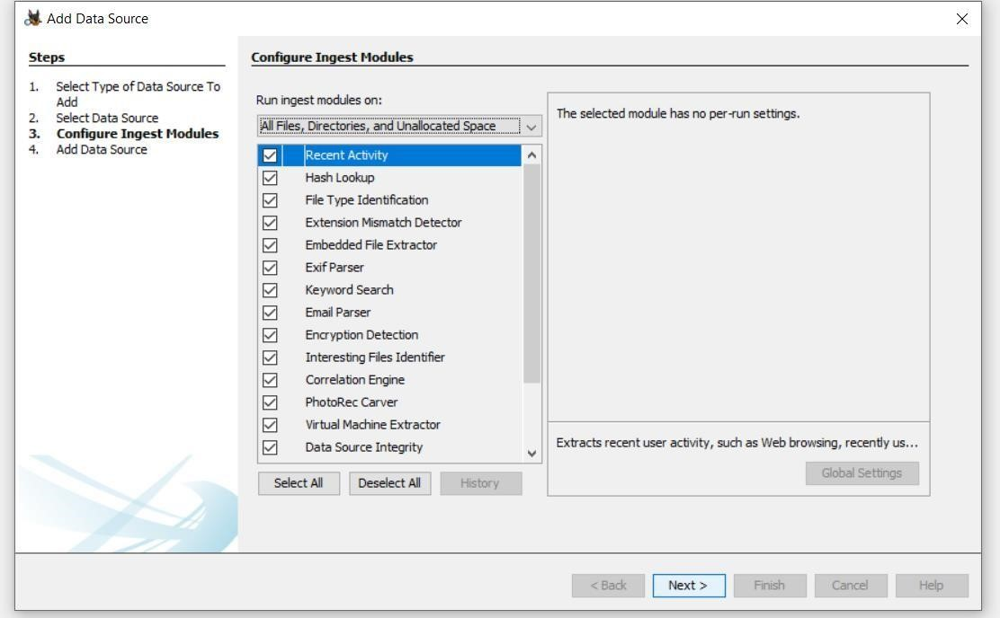 Add Data Source
Steps
1. Select Type of Data Source To
Add
2. Select Data Source
3. Configure Ingest Modules
4. Add Data Source
Configure Ingest Modules
Run ingest modules on:
All Files, Directories, and Unallocated Space
Recent Activity
Hash Lookup
File Type Identification
Extension Mismatch Detector
Embedded File Extractor
Exif Parser
Keyword Search
Email Parser
Encryption Detection
Interesting Files Identifier
Correlation Engine
PhotoRec Carver
Virtual Machine Extractor
Data Source Integrity
Select All
Deselect All
History
The selected module has no per-run settings.
Extracts recent user activity, such as Web browsing, recently us...
Global Settings
< Back
Next >
Finish
Cancel
Help